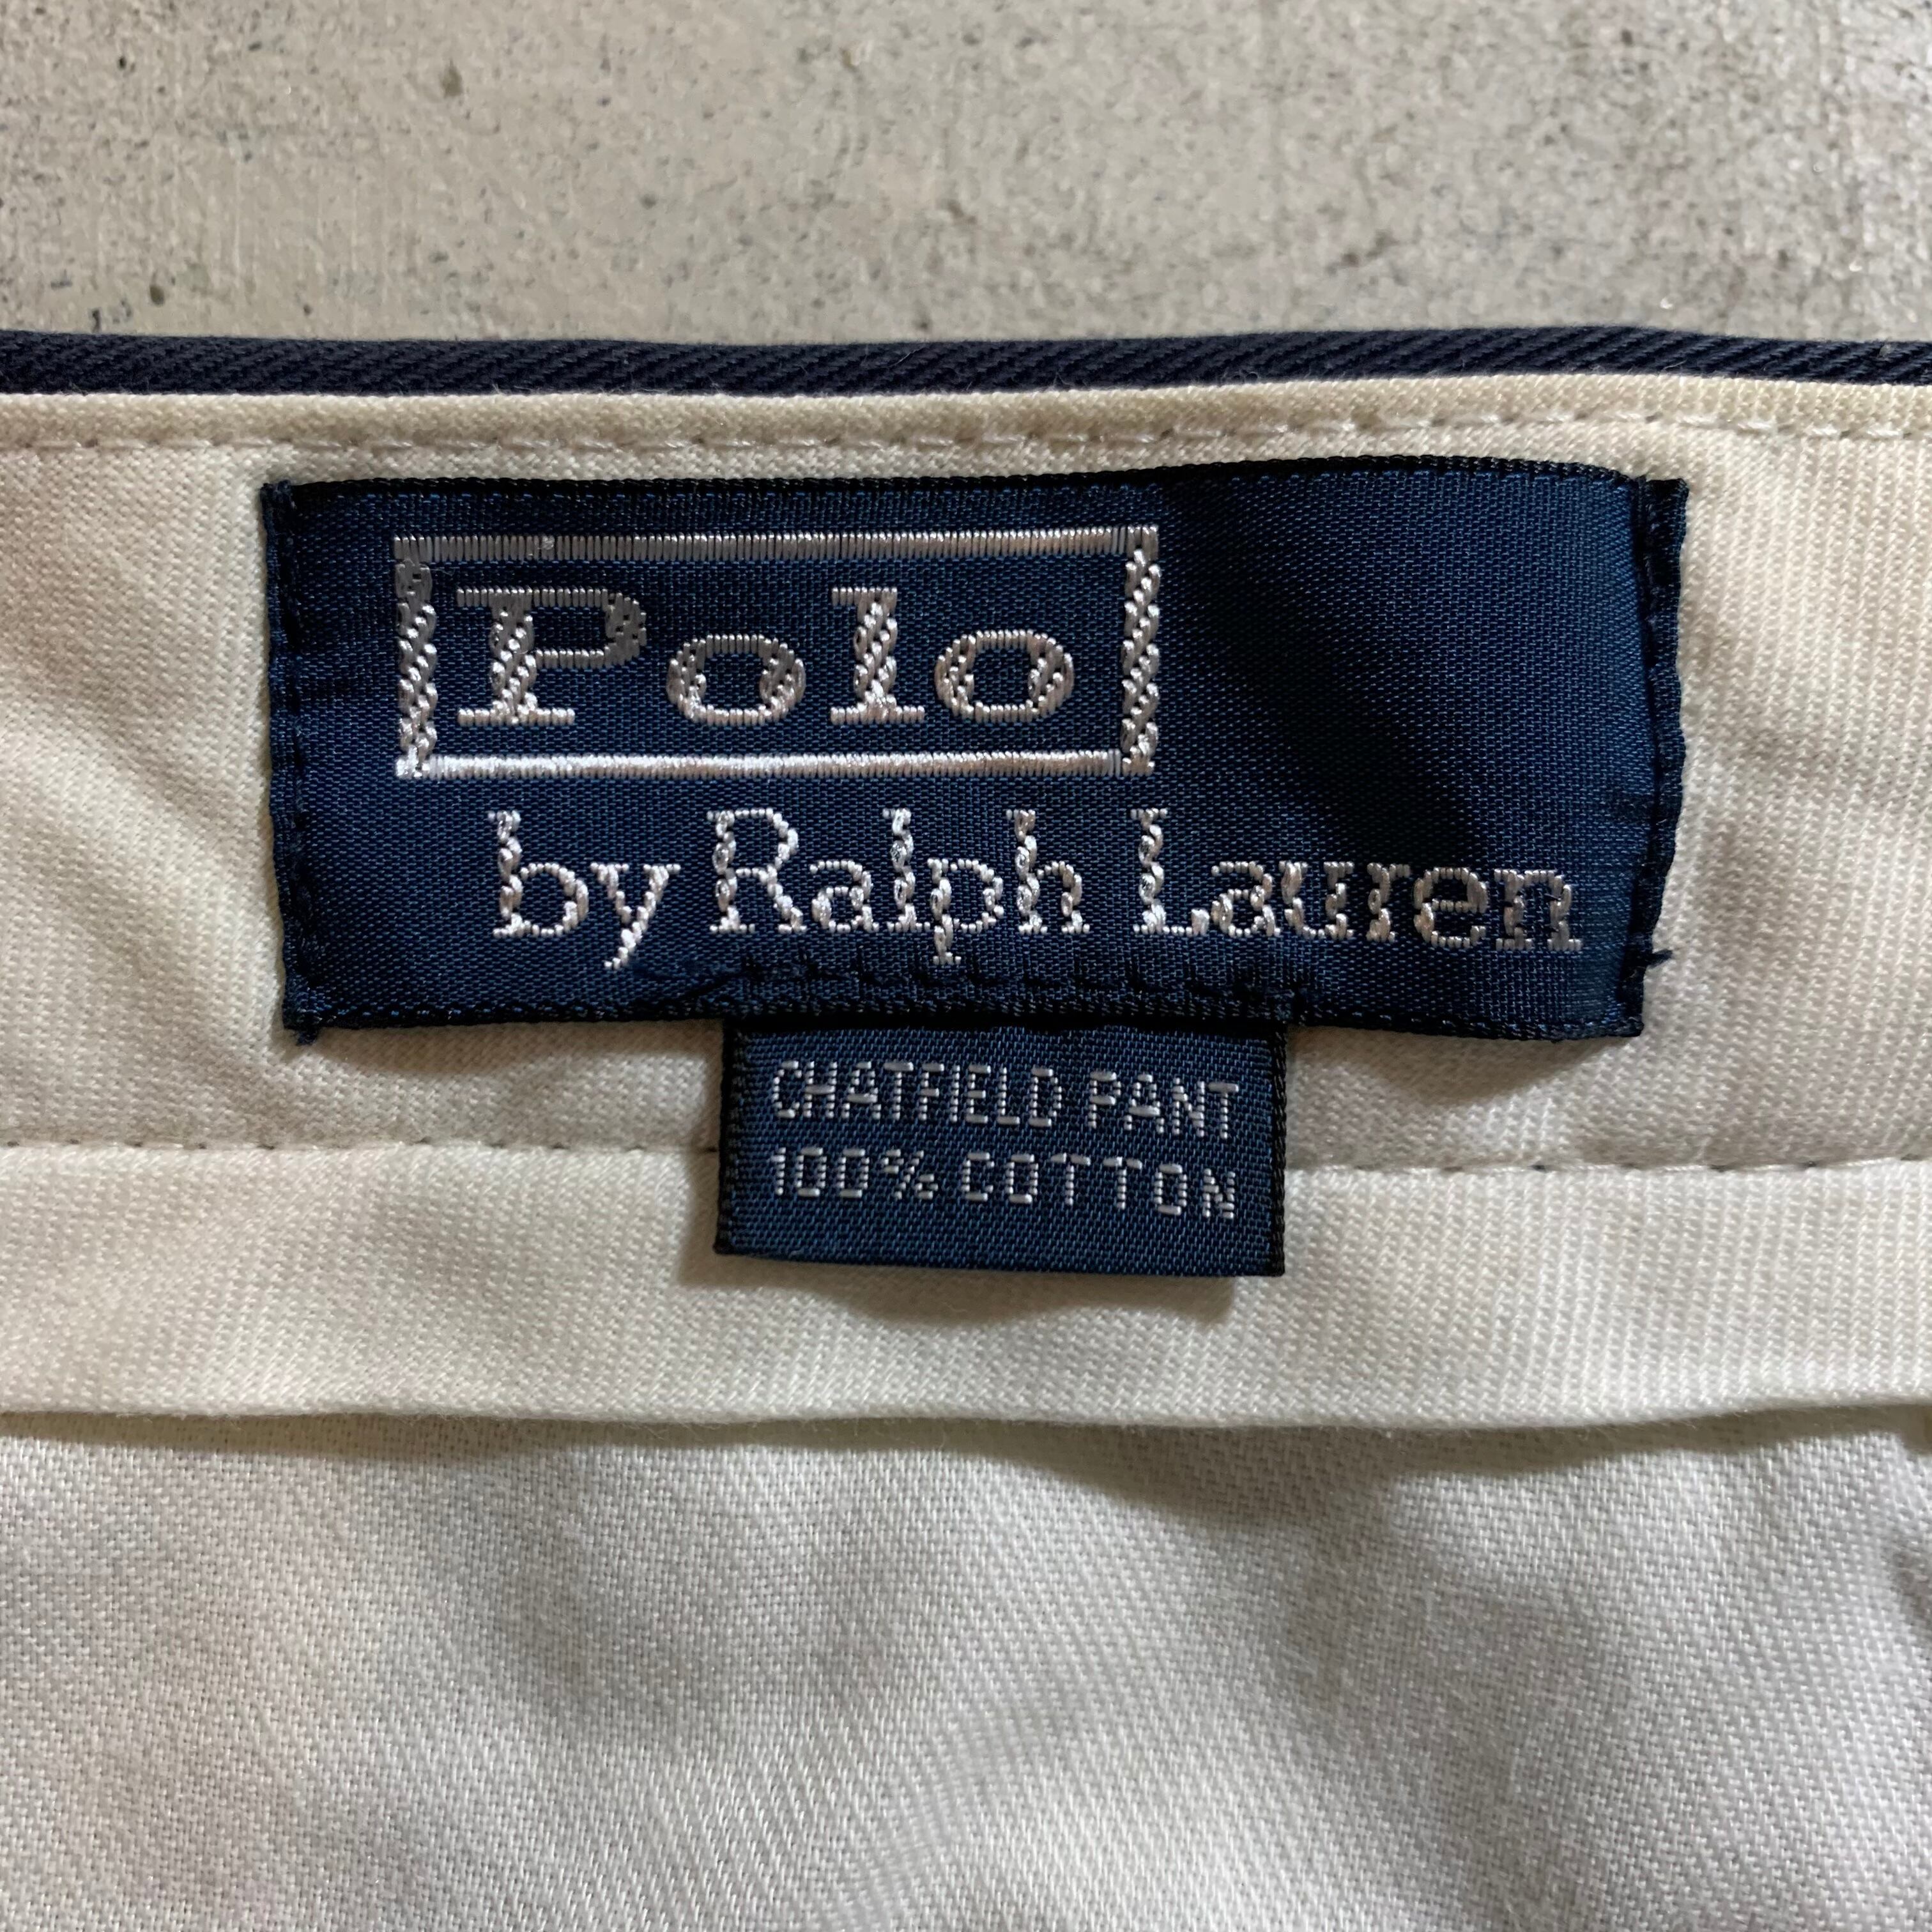 Polo
by Ralph Lauren
CHATFIELD PANT
100% COTTON